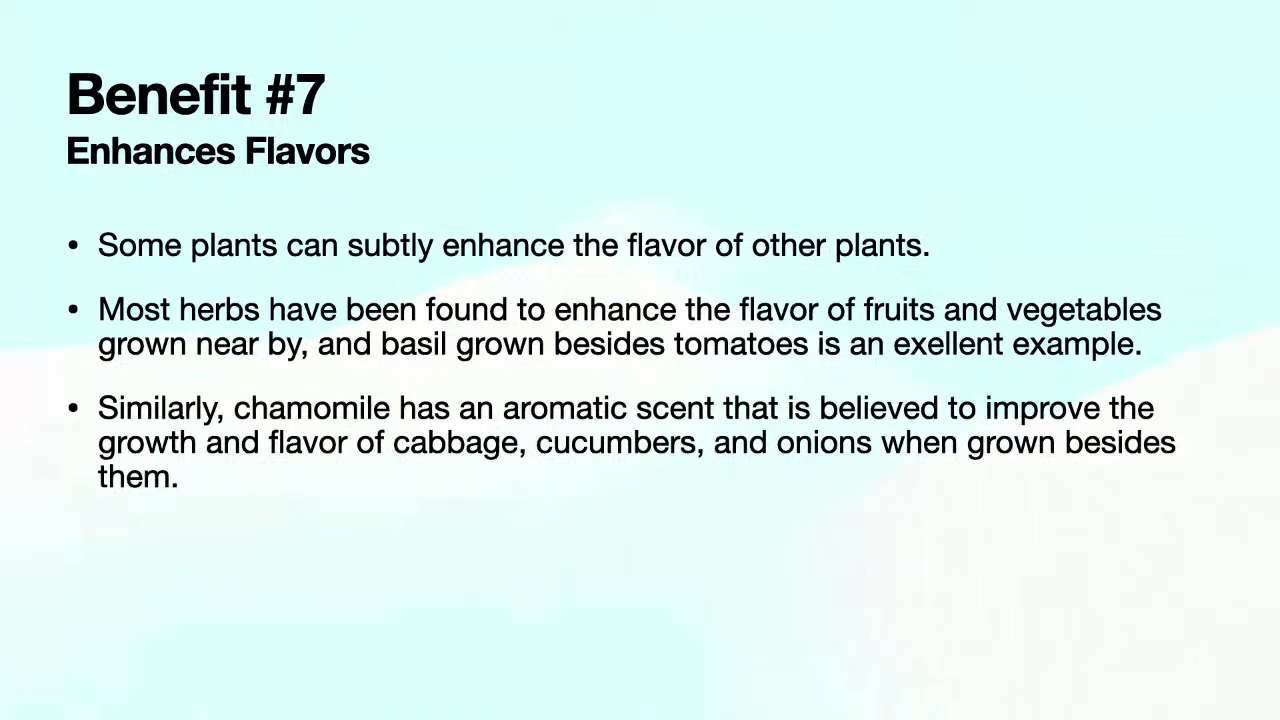 Benefit #7
Enhances Flavors
• Some plants can subtly enhance the flavor of other plants.
• Most herbs have been found to enhance the flavor of fruits and vegetables
grown near by, and basil grown besides tomatoes is an exellent example.
• Similarly, chamomile has an aromatic scent that is believed to improve the
growth and flavor of cabbage, cucumbers, and onions when grown besides
them.